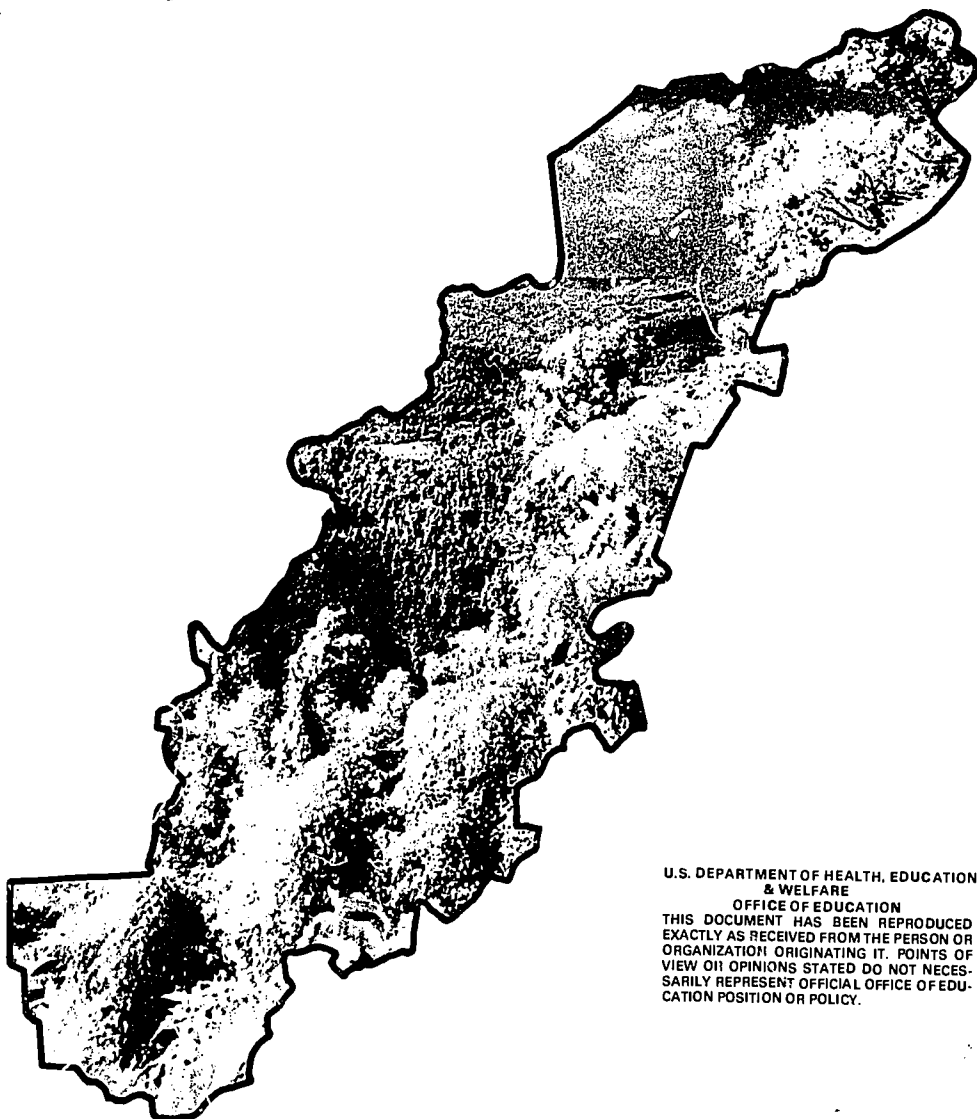 U.S. DEPARTMENT OF HEALTH, EDUCATION
& WELFARE
OFFICE OF EDUCATION
THIS DOCUMENT HAS BEEN REPRODUCED
EXACTLY AS RECEIVED FROM THE PERSON OR
ORGANIZATION ORIGINATING IT. POINTS OF
VIEW OR OPINIONS STATED DO NOT NECES-
SARILY REPRESENT OFFICIAL OFFICE OF EDU-
CATION POSITION OR POLICY.